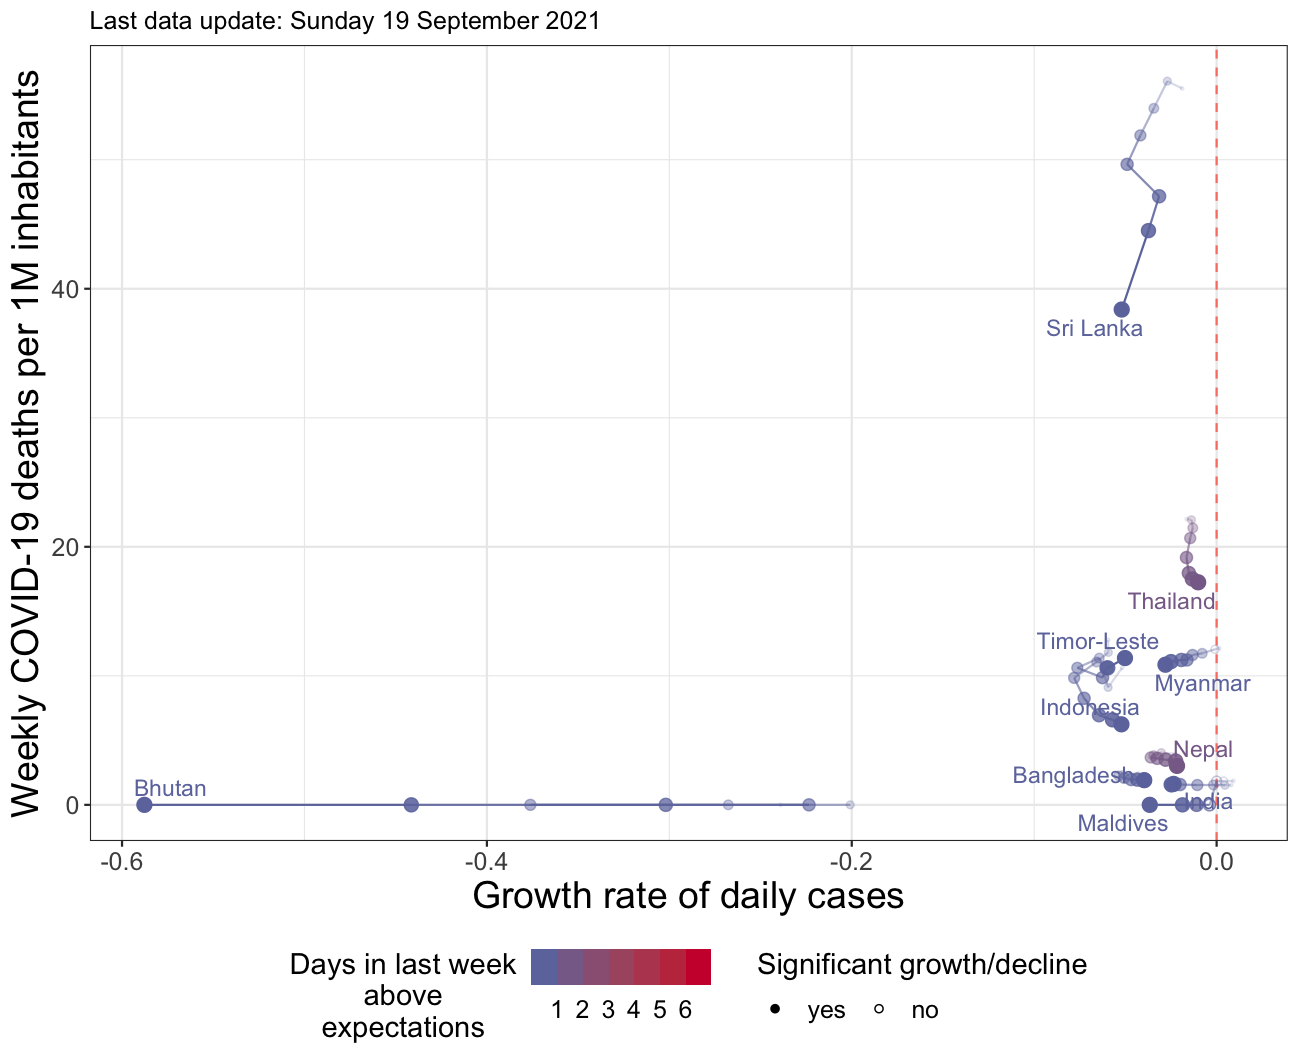 Last data update: Sunday 19 September 2021
Weekly COVID-19 deaths per 1M inhabitants
40
20
0
Sri Lanka
Thailand
Timor-Leste
Myanmar
Indonesia
Nepal
Bangladesh
Bhutan
India
Maldives
-0.6
-0.4
-0.2
0.0
Growth rate of daily cases
Days in last week
above
expectations
1 2 3 4 5 6
Significant growth/decline
yes
no